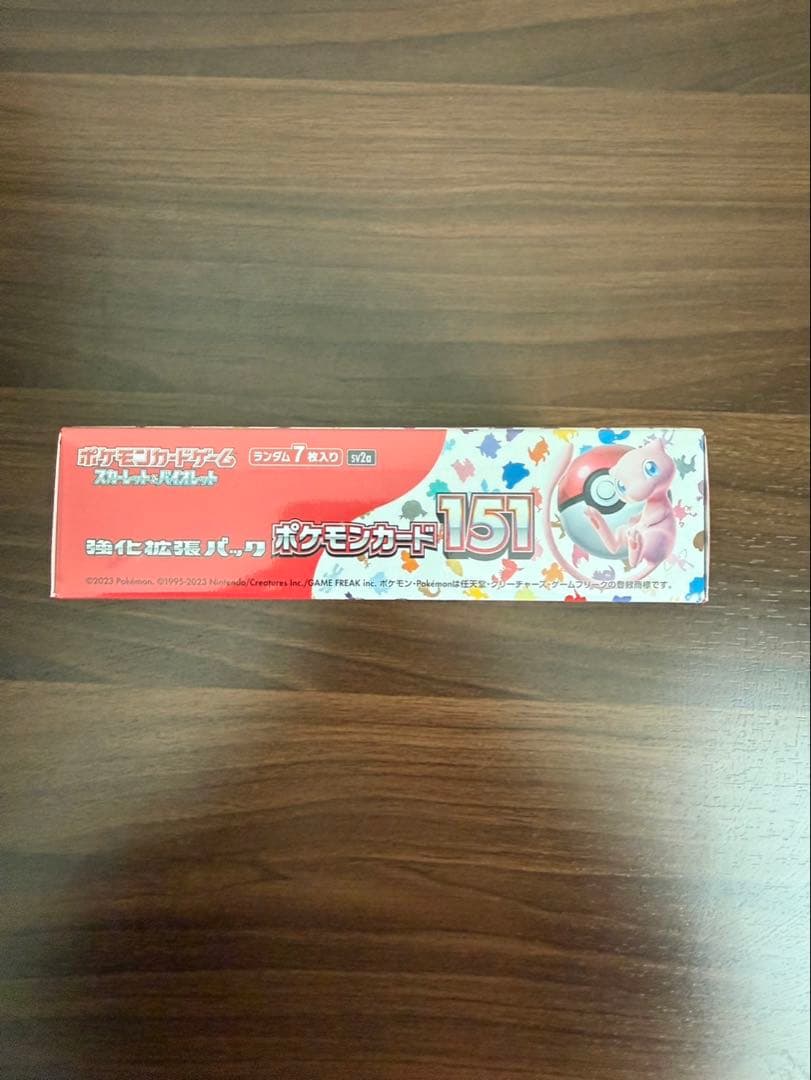 ポケモンカードゲーム
スカーレット&バイオレット
ランダム7枚入り
sv2a
強化拡張パック
ポケモンカード151
©2023 Pokémon. ©1995-2023 Nintendo/Creatures Inc./GAME FREAK inc. ポケモン・Pokémonは任天堂・クリーチャーズ・ゲームフリークの登録商標です。